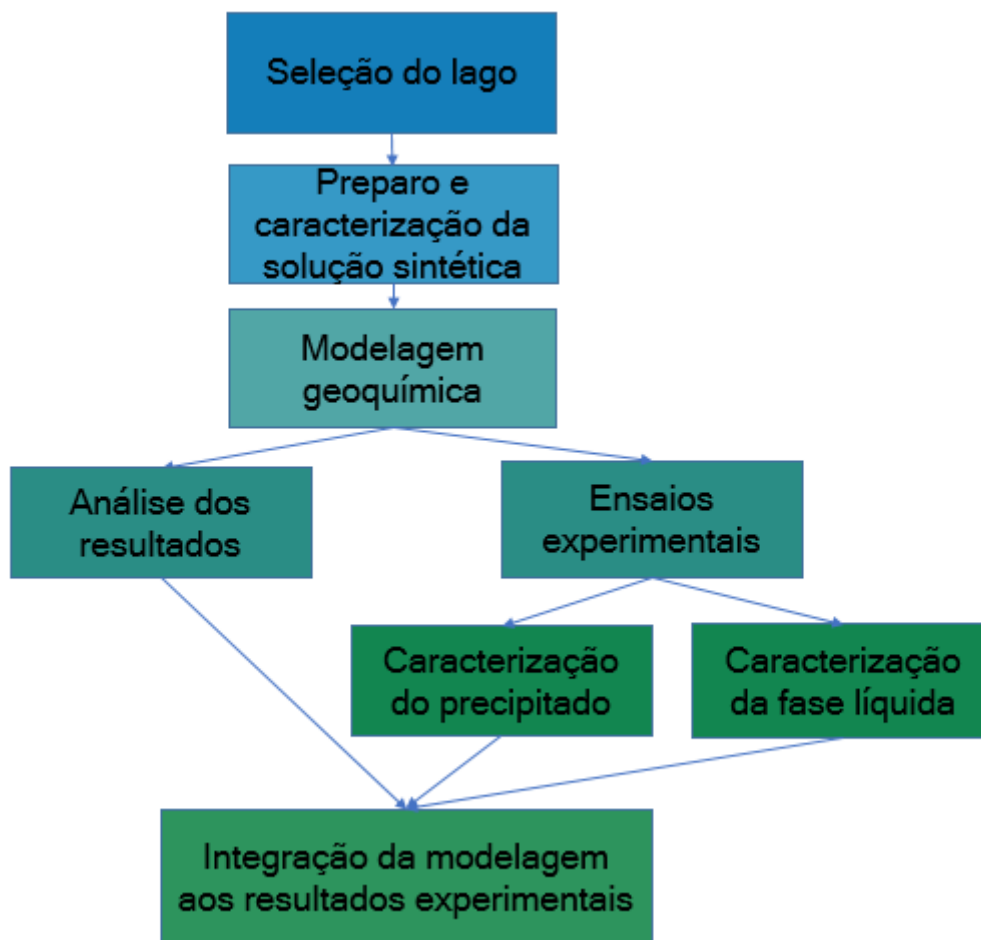 Seleção do lago
Preparo e
caracterização da
solução sintética
Modelagem
geoquímica
Análise dos
resultados
Ensaios
experimentais
Caracterização
do precipitado
Caracterização
da fase líquida
Integração da modelagem
aos resultados experimentais